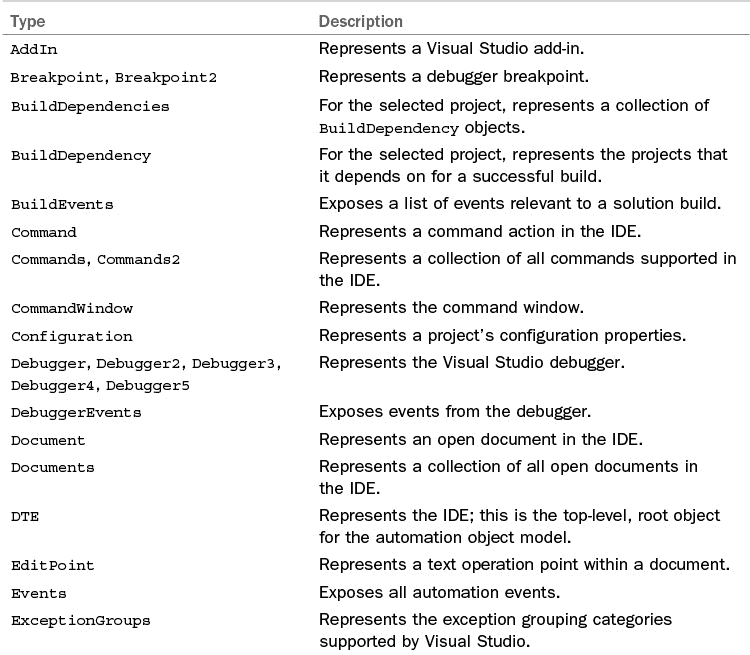 Type Description
AddIn Represents a Visual Studio add-in.
Breakpoint, Breakpoint2 Represents a debugger breakpoint.
BuildDependencies For the selected project, represents a collection of
BuildDependency objects.
BuildDependency For the selected project, represents the projects that
it depends on for a successful build.
BuildEvents Exposes a list of events relevant to a solution build.
Command Represents a command action in the IDE.
Commands, Commands2 Represents a collection of all commands supported in
the IDE.
CommandWindow Represents the command window.
Configuration Represents a project’s configuration properties.
Debugger, Debugger2, Debugger3, Represents the Visual Studio debugger.
Debugger4, Debugger5
DebuggerEvents Exposes events from the debugger.
Document Represents an open document in the IDE.
Documents Represents a collection of all open documents in
the IDE.
DTE Represents the IDE; this is the top-level, root object
for the automation object model.
EditPoint Represents a text operation point within a document.
Events Exposes all automation events.
ExceptionGroups Represents the exception grouping categories
supported by Visual Studio.